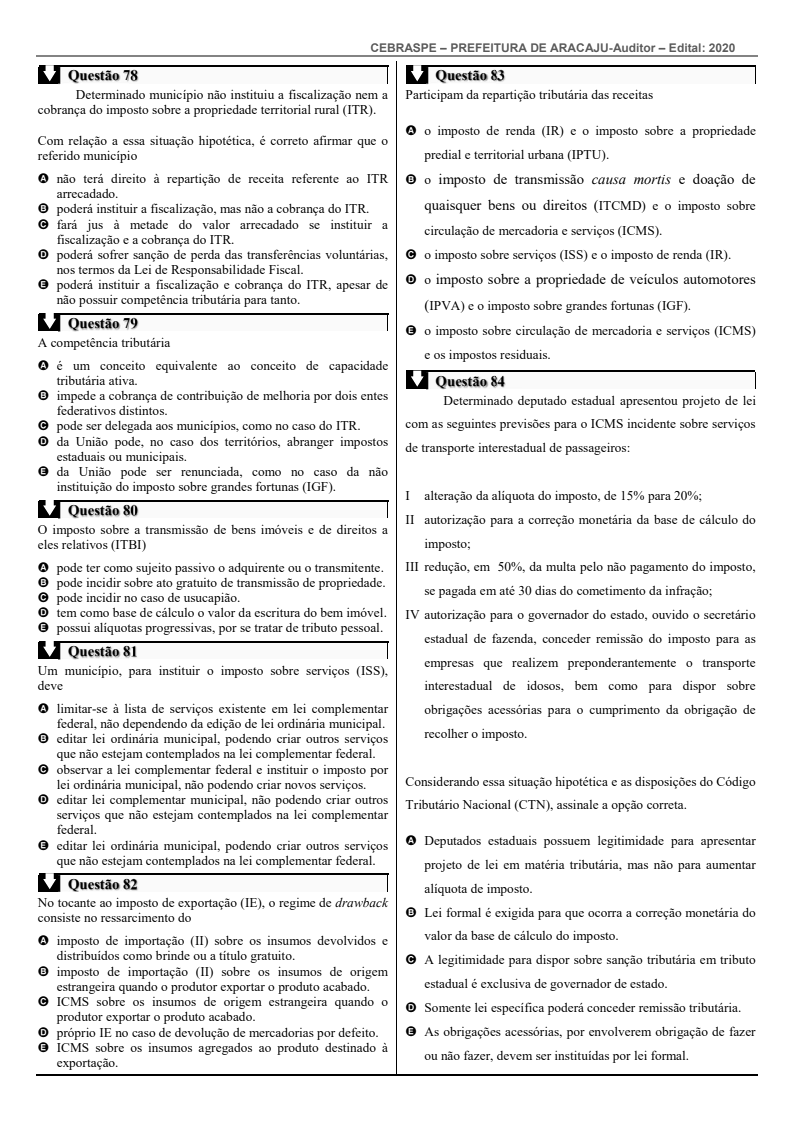 CEBRASPE – PREFEITURA DE ARACAJU-Auditor – Edital: 2020
Questão 78
Determinado município não instituiu a fiscalização nem a
cobrança do imposto sobre a propriedade territorial rural (ITR).
Com relação a essa situação hipotética, é correto afirmar que o
referido município
A não terá direito à repartição de receita referente ao ITR
arrecadado.
B poderá instituir a fiscalização, mas não a cobrança do ITR.
C fará jus à metade do valor arrecadado se instituir a
fiscalização e a cobrança do ITR.
D poderá sofrer sanção de perda das transferências voluntárias,
nos termos da Lei de Responsabilidade Fiscal.
E poderá instituir a fiscalização e cobrança do ITR, apesar de
não possuir competência tributária para tanto.
Questão 79
A competência tributária
A é um conceito equivalente ao conceito de capacidade
tributária ativa.
B impede a cobrança de contribuição de melhoria por dois entes
federativos distintos.
C pode ser delegada aos municípios, como no caso do ITR.
D da União pode, no caso dos territórios, abranger impostos
estaduais ou municipais.
E da União pode ser renunciada, como no caso da não
instituição do imposto sobre grandes fortunas (IGF).
Questão 80
O imposto sobre a transmissão de bens imóveis e de direitos a
eles relativos (ITBI)
A pode ter como sujeito passivo o adquirente ou o transmitente.
B pode incidir sobre ato gratuito de transmissão de propriedade.
C pode incidir no caso de usucapião.
D tem como base de cálculo o valor da escritura do bem imóvel.
E possui alíquotas progressivas, por se tratar de tributo pessoal.
Questão 81
Um município, para instituir o imposto sobre serviços (ISS),
deve
A limitar-se à lista de serviços existente em lei complementar
federal, não dependendo da edição de lei ordinária municipal.
B editar lei ordinária municipal, podendo criar outros serviços
que não estejam contemplados na lei complementar federal.
C observar a lei complementar federal e instituir o imposto por
lei ordinária municipal, não podendo criar novos serviços.
D editar lei complementar municipal, não podendo criar outros
serviços que não estejam contemplados na lei complementar
federal.
E editar lei ordinária municipal, podendo criar outros serviços
que não estejam contemplados na lei complementar federal.
Questão 82
No tocante ao imposto de exportação (IE), o regime de drawback
consiste no ressarcimento do
A imposto de importação (II) sobre os insumos devolvidos e
distribuídos como brinde ou a título gratuito.
B imposto de importação (II) sobre os insumos de origem
estrangeira quando o produtor exportar o produto acabado.
C ICMS sobre os insumos de origem estrangeira quando o
produtor exportar o produto acabado.
D próprio IE no caso de devolução de mercadorias por defeito.
E ICMS sobre os insumos agregados ao produto destinado à
exportação.
Questão 83
Participam da repartição tributária das receitas
A o imposto de renda (IR) e o imposto sobre a propriedade
predial e territorial urbana (IPTU).
B o imposto de transmissão causa mortis e doação de
quaisquer bens ou direitos (ITCMD) e o imposto sobre
circulação de mercadoria e serviços (ICMS).
C o imposto sobre serviços (ISS) e o imposto de renda (IR).
D o imposto sobre a propriedade de veículos automotores
(IPVA) e o imposto sobre grandes fortunas (IGF).
E o imposto sobre circulação de mercadoria e serviços (ICMS)
e os impostos residuais.
Questão 84
Determinado deputado estadual apresentou projeto de lei
com as seguintes previsões para o ICMS incidente sobre serviços
de transporte interestadual de passageiros:
I alteração da alíquota do imposto, de 15% para 20%;
II autorização para a correção monetária da base de cálculo do
imposto;
III redução, em 50%, da multa pelo não pagamento do imposto,
se pagada em até 30 dias do cometimento da infração;
IV autorização para o governador do estado, ouvido o secretário
estadual de fazenda, conceder remissão do imposto para as
empresas que realizem preponderantemente o transporte
interestadual de idosos, bem como para dispor sobre
obrigações acessórias para o cumprimento da obrigação de
recolher o imposto.
Considerando essa situação hipotética e as disposições do Código
Tributário Nacional (CTN), assinale a opção correta.
A Deputados estaduais possuem legitimidade para apresentar
projeto de lei em matéria tributária, mas não para aumentar
alíquota de imposto.
B Lei formal é exigida para que ocorra a correção monetária do
valor da base de cálculo do imposto.
C A legitimidade para dispor sobre sanção tributária em tributo
estadual é exclusiva de governador de estado.
D Somente lei específica poderá conceder remissão tributária.
E As obrigações acessórias, por envolverem obrigação de fazer
ou não fazer, devem ser instituídas por lei formal.